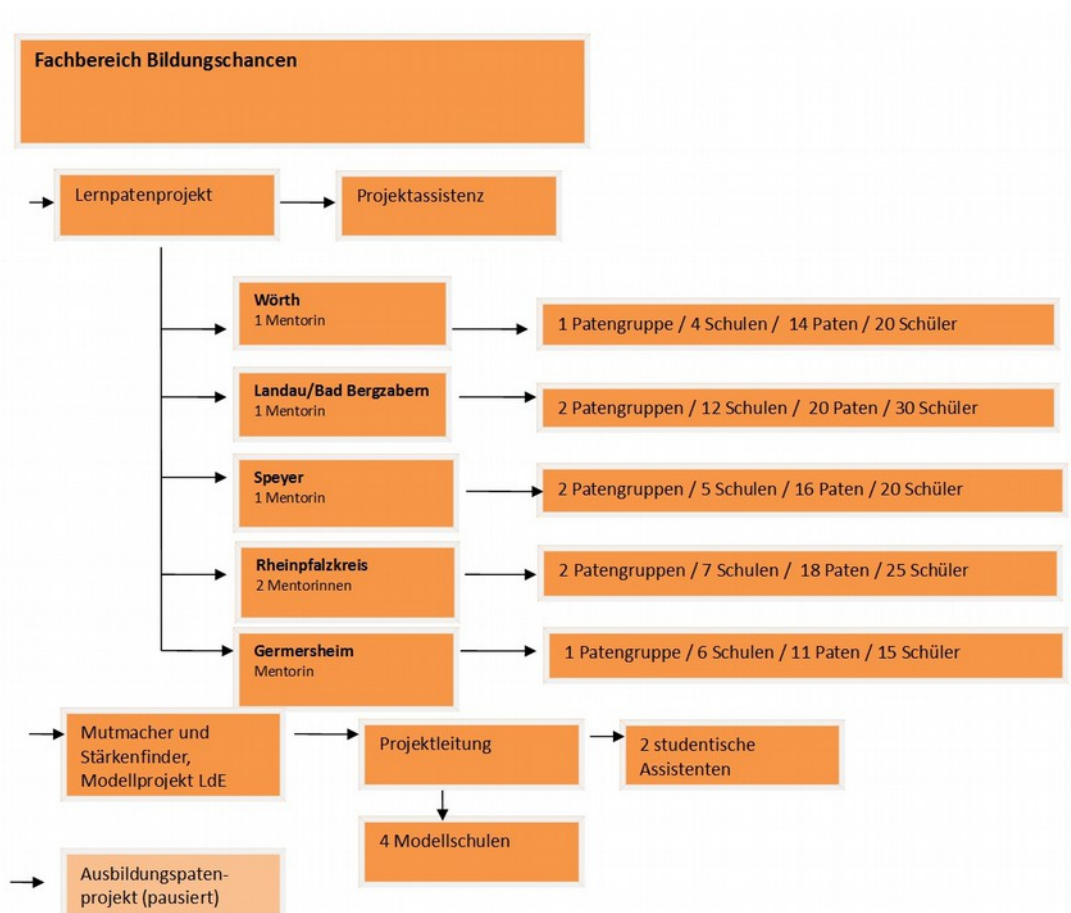 Fachbereich Bildungschancen
Lernpatenprojekt
Projektassistenz
Wörth
1 Mentorin
1 Patengruppe / 4 Schulen / 14 Paten / 20 Schüler
Landau/Bad Bergzabern
1 Mentorin
2 Patengruppen / 12 Schulen / 20 Paten / 30 Schüler
Speyer
1 Mentorin
2 Patengruppen / 5 Schulen / 16 Paten / 20 Schüler
Rheinpfalzkreis
2 Mentorinnen
2 Patengruppen / 7 Schulen / 18 Paten / 25 Schüler
Germersheim
Mentorin
1 Patengruppe / 6 Schulen / 11 Paten / 15 Schüler
Mutmacher und
Stärkenfinder,
Modellprojekt LdE
Projektleitung
2 studentische
Assistenten
4 Modellschulen
Ausbildungspaten-
projekt (pausiert)